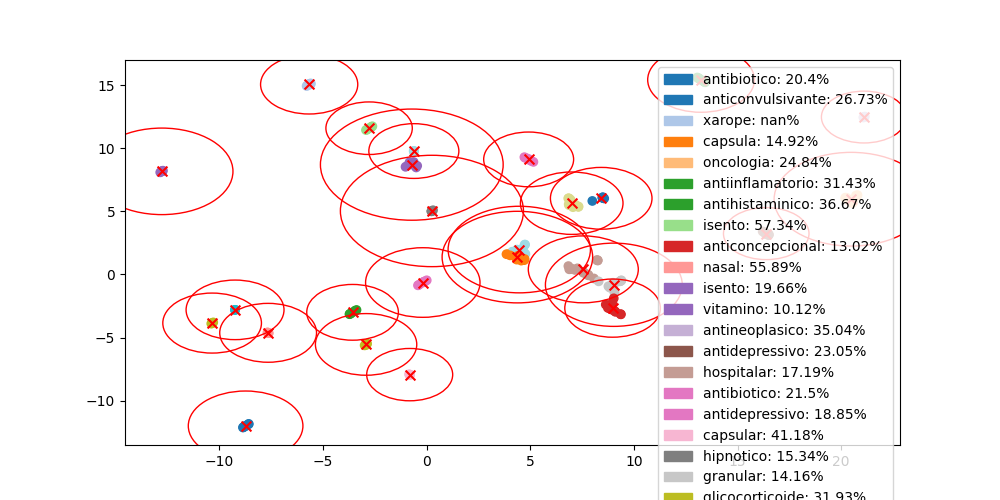 15
10
5
0
−5
−10
−10
−5
0
5
10
15
20
antibiotico: 20.4%
anticonvulsivante: 26.73%
xarope: nan%
capsula: 14.92%
oncologia: 24.84%
antiinflamatorio: 31.43%
antihistaminico: 36.67%
isento: 57.34%
anticoncepcional: 13.02%
nasal: 55.89%
isento: 19.66%
vitamino: 10.12%
antineoplasico: 35.04%
antidepressivo: 23.05%
hospitalar: 17.19%
antibiotico: 21.5%
antidepressivo: 18.85%
capsular: 41.18%
hipnotico: 15.34%
granular: 14.16%
glicocorticoide: 31.93%